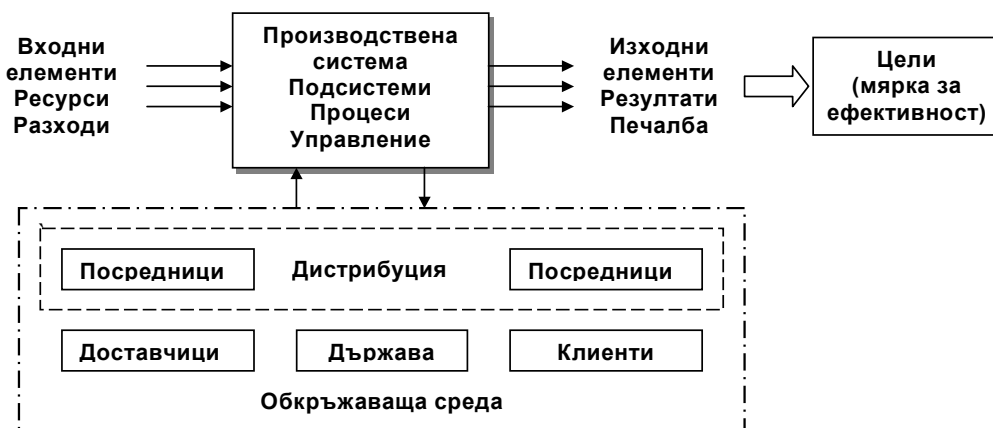 Входни
елементи
Ресурси
Разходи
Производствена
система
Подсистеми
Процеси
Управление
Изходни
елементи
Резултати
Печалба
Цели
(мярка за
ефективност)
Посредници
Дистрибуция
Посредници
Доставчици
Държава
Клиенти
Обкръжаваща среда